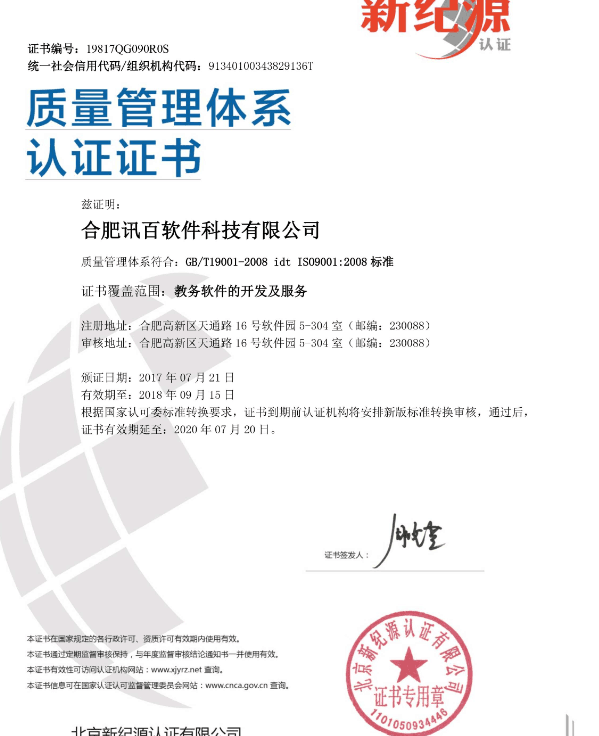 新纪源
认证
证书编号：19817QG090R0S
统一社会信用代码/组织机构代码：91340100343829136T
质量管理体系
认证证书
兹证明：
合肥讯百软件科技有限公司
质量管理体系符合：GB/T19001-2008 idt ISO9001:2008 标准
证书覆盖范围：教务软件的开发及服务
注册地址：合肥高新区天通路 16 号软件园 5-304 室（邮编：230088）
审核地址：合肥高新区天通路 16 号软件园 5-304 室（邮编：230088）
颁证日期：2017 年 07 月 21 日
有效期至：2018 年 09 月 15 日
根据国家认可委标准转换要求，证书到期前认证机构将安排新版标准转换审核，通过后，
证书有效期延至：2020 年 07 月 20 日。
证书签发人：
本证书在国家规定的各行政许可、资质许可有效期内使用有效。
本证书通过定期监督审核保持，与年度监督审核结论通知书一并使用有效。
本证书有效性可访问认证机构网站：www.xjyrz.net 查询。
本证书信息可在国家认证认可监督管理委员会网站：www.cnca.gov.cn 查询。
北京新纪源认证有限公司
证书专用章
1101050934446
北京新纪源认证有限公司